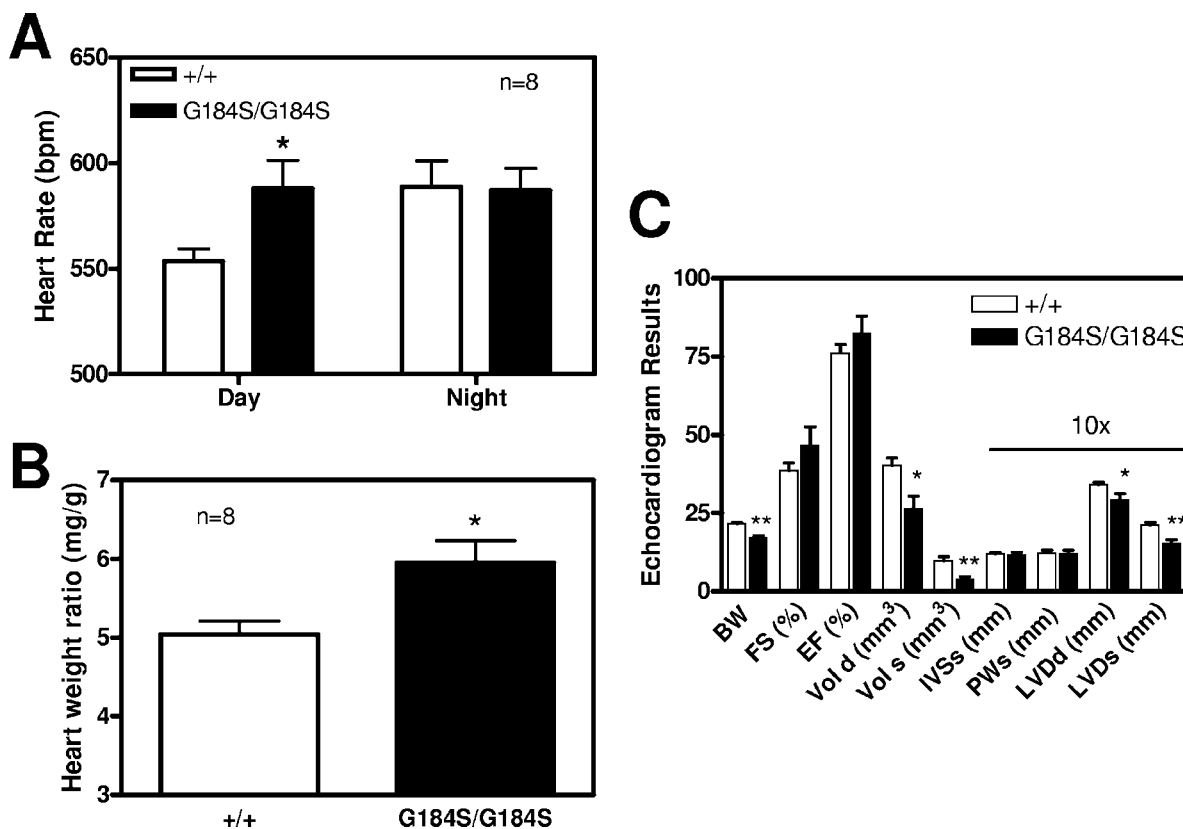 A
Heart Rate (bpm)
650
600
550
500
+/+
G184S/G184S
n=8
*
Day
Night
B
Heart weight ratio (mg/g)
7
6
5
4
3
n=8
*
+/+
G184S/G184S
C
Echocardiogram Results
100
75
50
25
0
+/+
G184S/G184S
10x
**
*
**
*
**
BW
FS (%)
EF (%)
Vol d (mm³)
Vol s (mm³)
IVSs (mm)
PWs (mm)
LVDd (mm)
LVDs (mm)